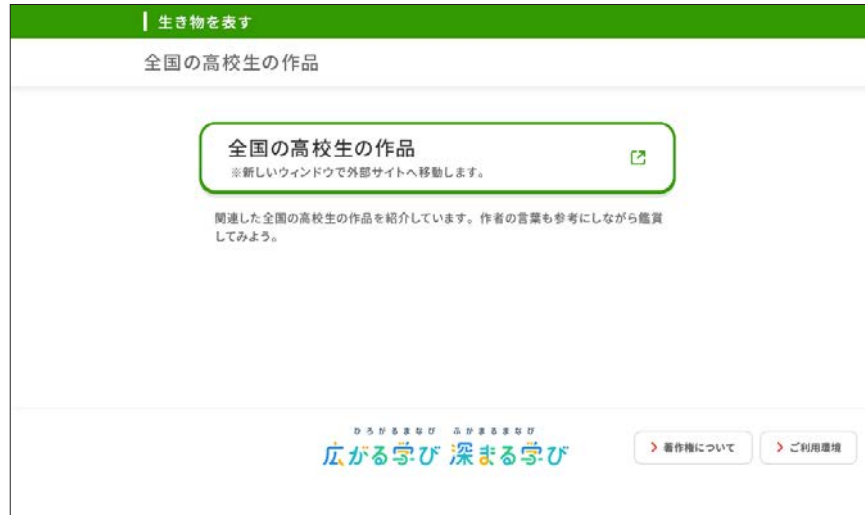 生き物を表す
全国の高校生の作品
全国の高校生の作品
※新しいウィンドウで外部サイトへ移動します。
関連した全国の高校生の作品を紹介しています。作者の言葉も参考にしながら鑑賞
してみよう。
ひろがるまなび ふかまるまなび
広がる学び 深まる学び
著作権について
ご利用環境